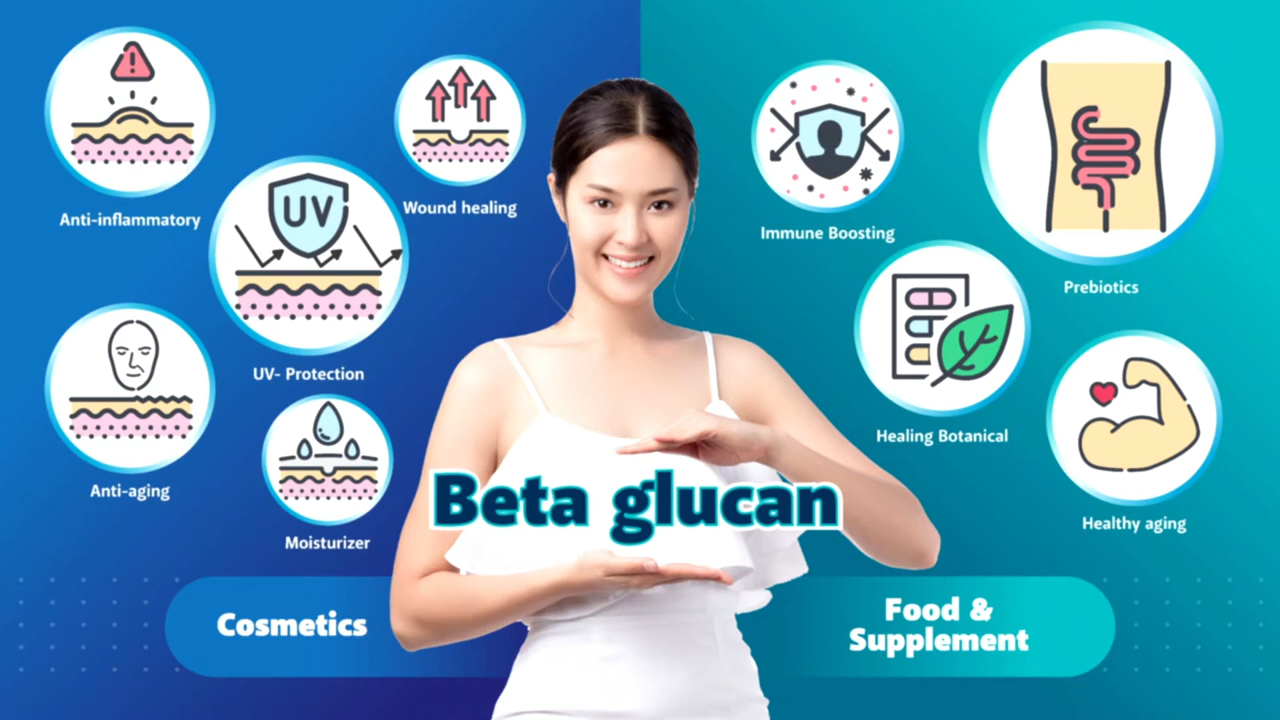 Anti-inflammatory
Wound healing
UV
UV- Protection
Anti-aging
Moisturizer
Immune Boosting
Prebiotics
Healing Botanical
Healthy aging
Beta glucan
Cosmetics
Food &
Supplement